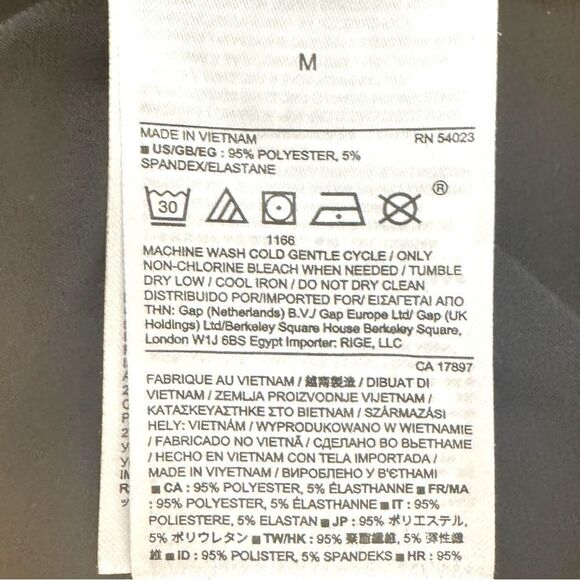 M
MADE IN VIETNAM RN 54023
■ US/GB/EG : 95% POLYESTER, 5%
SPANDEX/ELASTANE
30
®
1166
MACHINE WASH COLD GENTLE CYCLE / ONLY
NON-CHLORINE BLEACH WHEN NEEDED / TUMBLE
DRY LOW / COOL IRON / DO NOT DRY CLEAN
DISTRIBUTED FOR/IMPORTED FOR/ ΕΙΣΑΓΕΤΑΙ ΑΠΟ
ΤΗΝ: Gap (Netherlands) B.V./ Gap Europe Ltd/ Gap (UK
Holdings) Ltd/Berkeley Square House Berkeley Square,
London W1J 6BS Egypt Importer: RIGE, LLC
CA 17897
FABRIQUE AU VIETNAM / 越南製造 / DIBUAT DI
VIETNAM / ZEMLJA PROIZVODNJE VIJETNAM /
ΚΑΤΑΣΚΕΥΑΣΤΗΚΕ ΣΤΟ ΒΙΕΤΝΑΜ / SZÁRMAZÁSI
HELY: VIETNÁM / WYPRODUKOWANO W WIETNAMIE
/ FABRICADO NO VIETNÃ / СДЕЛАНО ВО ВЬЕТНАМЕ
/ HECHO EN VIETNAM CON TELA IMPORTADA /
MADE IN VIYETNAM / ВИРОБЛЕНО У В'ЄТНАМІ
■ CA : 95% POLYESTER, 5% ÉLASTHANNE ■ FR/MA
: 95% POLYESTER, 5% ÉLASTHANNE ■ IT : 95%
POLIESTERE, 5% ELASTAN ■ JP : 95% ポリエステル,
5% ポリウレタン ■ TW/HK : 95% 聚酯纖維, 5% 彈性纖
維 ■ ID : 95% POLISTER, 5% SPANDEKS ■ HR : 95%